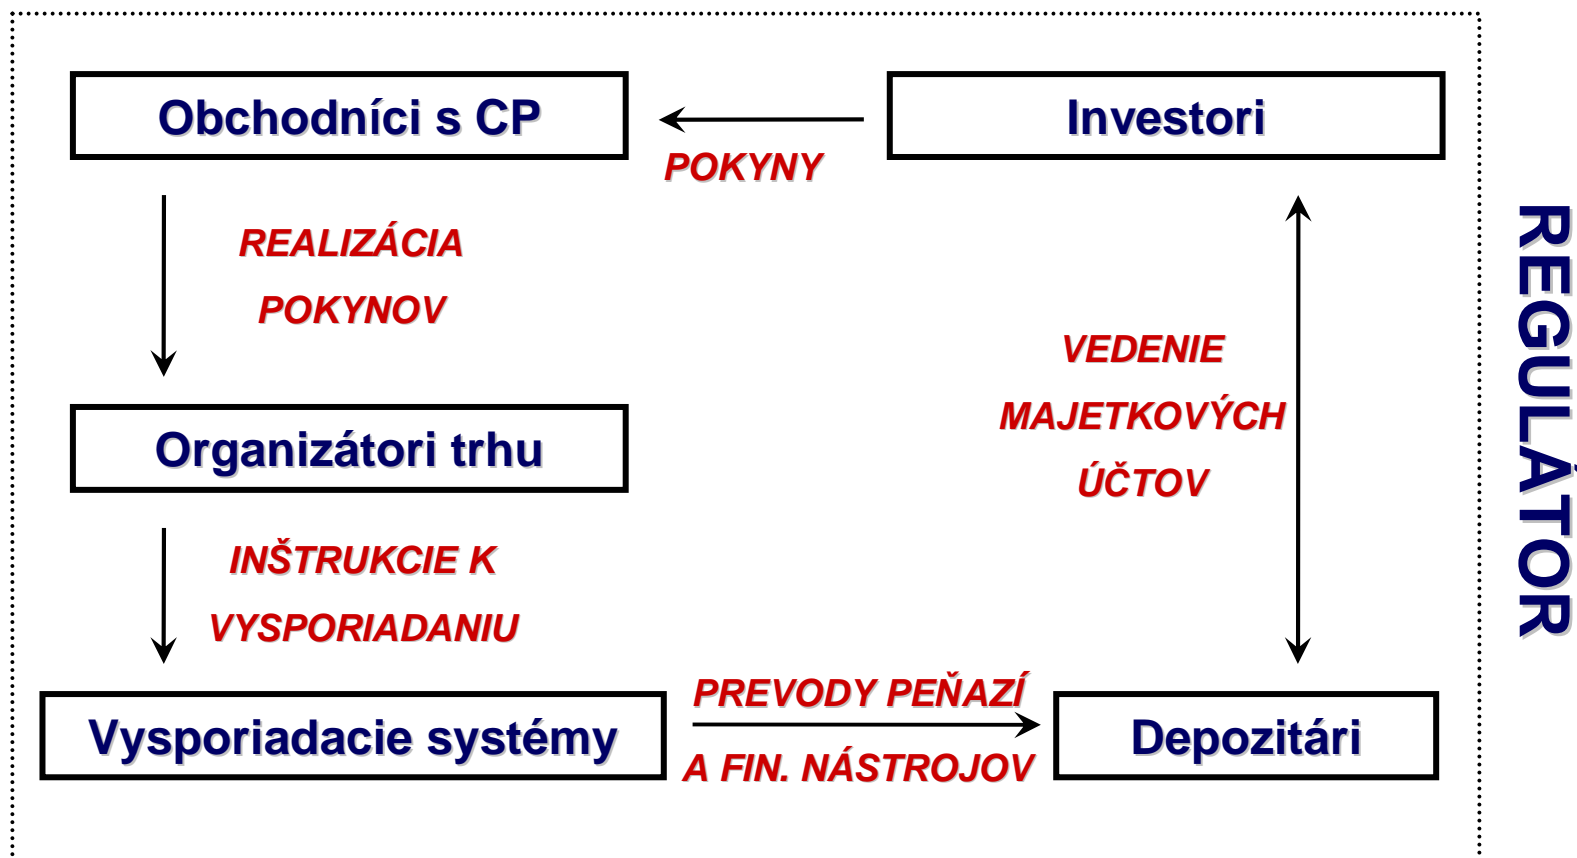 Obchodníci s CP
Investori
POKYNY
REALIZÁCIA
POKYNOV
VEDENIE
MAJETKOVÝCH
ÚČTOV
Organizátori trhu
INŠTRUKCIE K
VYSPORIADANIU
PREVODY PEŇAZÍ
A FIN. NÁSTROJOV
Vysporiadacie systémy
Depozitári
REGULÁTOR